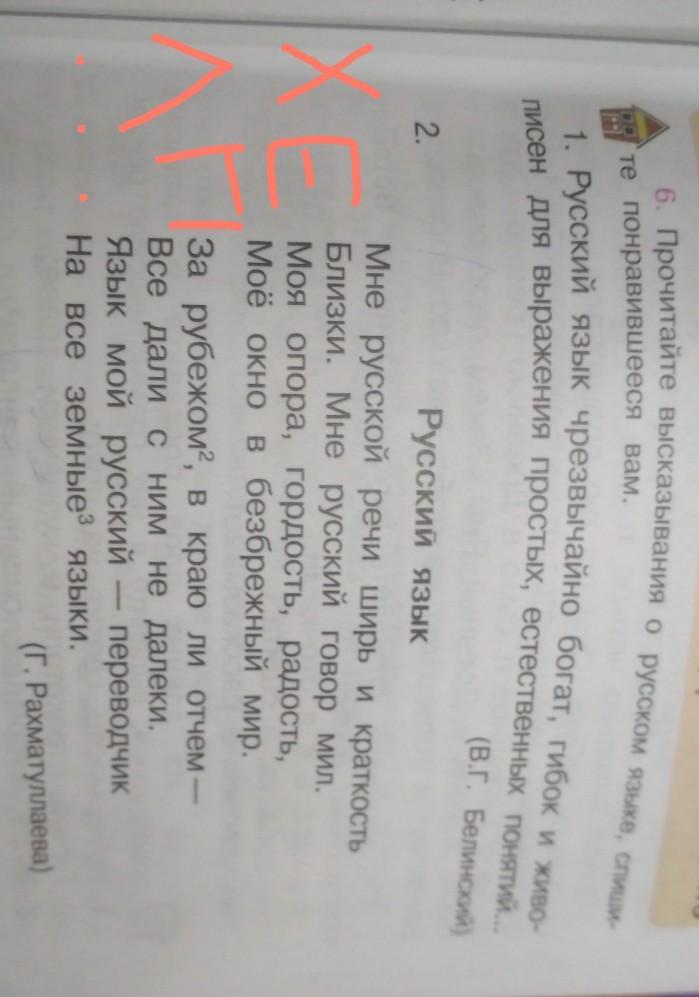 6. Прочитайте высказывания о русском языке, спиши-
те понравившееся вам.
1. Русский язык чрезвычайно богат, гибок и живо-
писен для выражения простых, естественных понятий...
(В.Г. Белинский)
2. Русский язык
Мне русской речи ширь и краткость
Близки. Мне русский говор мил.
Моя опора, гордость, радость,
Моё окно в безбрежный мир.
За рубежом², в краю ли отчем —
Все дали с ним не далеки.
Язык мой русский — переводчик
На все земные³ языки.
(Г. Рахматуллаева)
ХЕ
ЛП
...